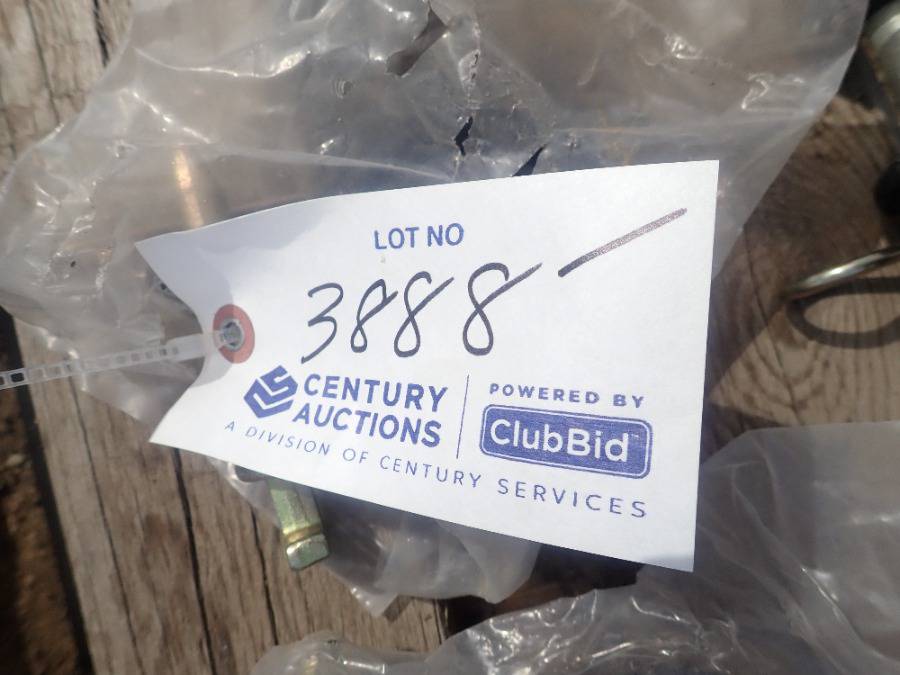 LOT NO
3888 —
CENTURY
AUCTIONS
A DIVISION OF CENTURY SERVICES
POWERED BY
ClubBid